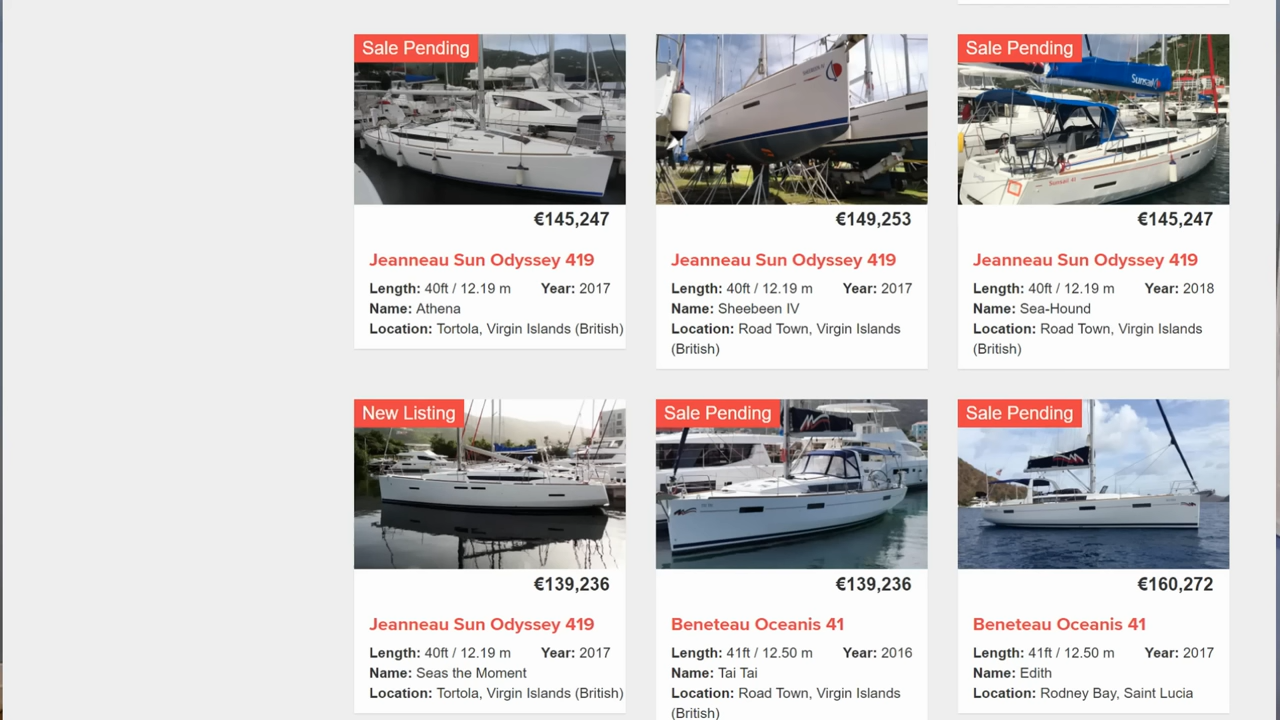 Sale Pending
Sale Pending
Sunsail
Sunsail 41
€145,247
€149,253
€145,247
Jeanneau Sun Odyssey 419
Jeanneau Sun Odyssey 419
Jeanneau Sun Odyssey 419
Length: 40ft / 12.19 m Year: 2017
Length: 40ft / 12.19 m Year: 2017
Length: 40ft / 12.19 m Year: 2018
Name: Athena
Name: Sheebeen IV
Name: Sea-Hound
Location: Tortola, Virgin Islands (British)
Location: Road Town, Virgin Islands
Location: Road Town, Virgin Islands
(British)
(British)
New Listing
Sale Pending
Sale Pending
€139,236
€139,236
€160,272
Jeanneau Sun Odyssey 419
Beneteau Oceanis 41
Beneteau Oceanis 41
Length: 40ft / 12.19 m Year: 2017
Length: 41ft / 12.50 m Year: 2016
Length: 41ft / 12.50 m Year: 2017
Name: Seas the Moment
Name: Tai Tai
Name: Edith
Location: Tortola, Virgin Islands (British)
Location: Road Town, Virgin Islands
Location: Rodney Bay, Saint Lucia
(British)